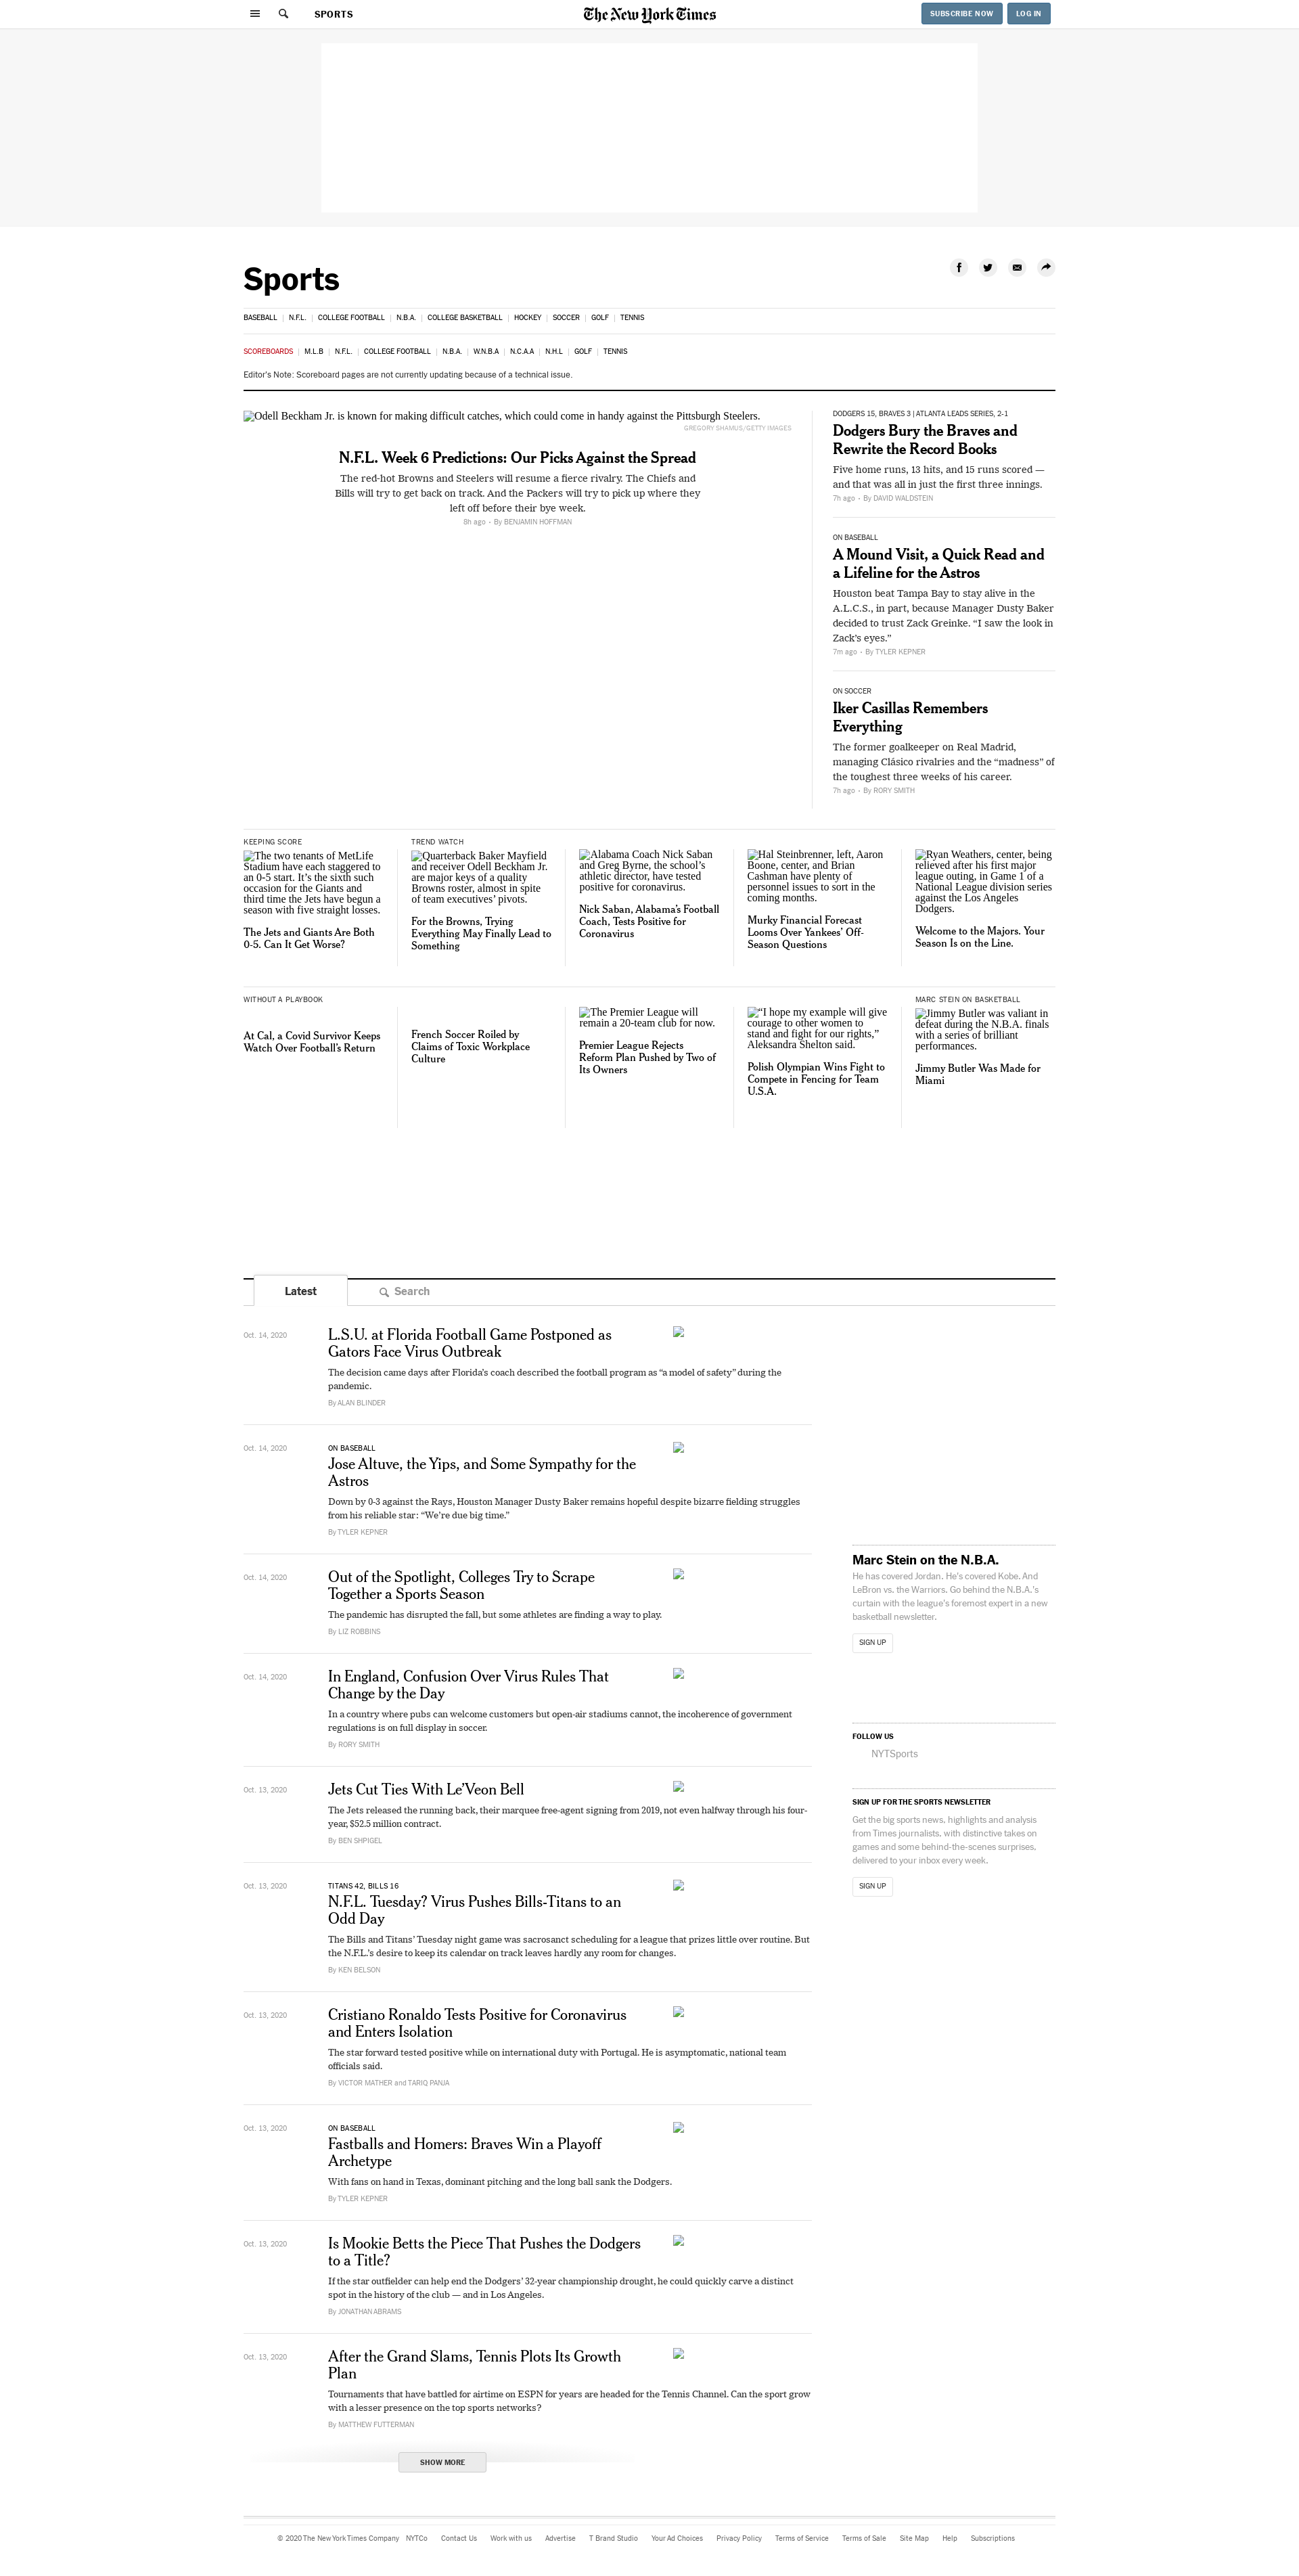 SPORTS
The New York Times
SUBSCRIBE NOW
LOG IN
Sports
BASEBALL | N.F.L. | COLLEGE FOOTBALL | N.B.A. | COLLEGE BASKETBALL | HOCKEY | SOCCER | GOLF | TENNIS
SCOREBOARDS | M.L.B | N.F.L. | COLLEGE FOOTBALL | N.B.A. | W.N.B.A | N.C.A.A | N.H.L | GOLF | TENNIS
Editor's Note: Scoreboard pages are not currently updating because of a technical issue.
Odell Beckham Jr. is known for making difficult catches, which could come in handy against the Pittsburgh Steelers.
GREGORY SHAMUS/GETTY IMAGES
N.F.L. Week 6 Predictions: Our Picks Against the Spread
The red-hot Browns and Steelers will resume a fierce rivalry. The Chiefs and
Bills will try to get back on track. And the Packers will try to pick up where they
left off before their bye week.
8h ago • By BENJAMIN HOFFMAN
DODGERS 15, BRAVES 3 | ATLANTA LEADS SERIES, 2-1
Dodgers Bury the Braves and
Rewrite the Record Books
Five home runs, 13 hits, and 15 runs scored —
and that was all in just the first three innings.
7h ago • By DAVID WALDSTEIN
ON BASEBALL
A Mound Visit, a Quick Read and
a Lifeline for the Astros
Houston beat Tampa Bay to stay alive in the
A.L.C.S., in part, because Manager Dusty Baker
decided to trust Zack Greinke. “I saw the look in
Zack’s eyes.”
7m ago • By TYLER KEPNER
ON SOCCER
Iker Casillas Remembers
Everything
The former goalkeeper on Real Madrid,
managing Clásico rivalries and the “madness” of
the toughest three weeks of his career.
7h ago • By RORY SMITH
KEEPING SCORE
The two tenants of MetLife
Stadium have each staggered to
an 0-5 start. It’s the sixth such
occasion for the Giants and
third time the Jets have begun a
season with five straight losses.
The Jets and Giants Are Both
0-5. Can It Get Worse?
TREND WATCH
Quarterback Baker Mayfield
and receiver Odell Beckham Jr.
are major keys of a quality
Browns roster, almost in spite
of team executives’ pivots.
For the Browns, Trying
Everything May Finally Lead to
Something
Alabama Coach Nick Saban
and Greg Byrne, the school’s
athletic director, have tested
positive for coronavirus.
Nick Saban, Alabama’s Football
Coach, Tests Positive for
Coronavirus
Hal Steinbrenner, left, Aaron
Boone, center, and Brian
Cashman have plenty of
personnel issues to sort in the
coming months.
Murky Financial Forecast
Looms Over Yankees’ Off-
Season Questions
Ryan Weathers, center, being
relieved after his first major
league outing, in Game 1 of a
National League division series
against the Los Angeles
Dodgers.
Welcome to the Majors. Your
Season Is on the Line.
WITHOUT A PLAYBOOK
At Cal, a Covid Survivor Keeps
Watch Over Football’s Return
French Soccer Roiled by
Claims of Toxic Workplace
Culture
The Premier League will
remain a 20-team club for now.
Premier League Rejects
Reform Plan Pushed by Two of
Its Owners
“I hope my example will give
courage to other women to
stand and fight for our rights,”
Aleksandra Shelton said.
Polish Olympian Wins Fight to
Compete in Fencing for Team
U.S.A.
MARC STEIN ON BASKETBALL
Jimmy Butler was valiant in
defeat during the N.B.A. finals
with a series of brilliant
performances.
Jimmy Butler Was Made for
Miami
Latest
Search
Oct. 14, 2020
L.S.U. at Florida Football Game Postponed as
Gators Face Virus Outbreak
The decision came days after Florida’s coach described the football program as “a model of safety” during the
pandemic.
By ALAN BLINDER
Oct. 14, 2020
ON BASEBALL
Jose Altuve, the Yips, and Some Sympathy for the
Astros
Down by 0-3 against the Rays, Houston Manager Dusty Baker remains hopeful despite bizarre fielding struggles
from his reliable star: “We’re due big time.”
By TYLER KEPNER
Oct. 14, 2020
Out of the Spotlight, Colleges Try to Scrape
Together a Sports Season
The pandemic has disrupted the fall, but some athletes are finding a way to play.
By LIZ ROBBINS
Oct. 14, 2020
In England, Confusion Over Virus Rules That
Change by the Day
In a country where pubs can welcome customers but open-air stadiums cannot, the incoherence of government
regulations is on full display in soccer.
By RORY SMITH
Oct. 13, 2020
Jets Cut Ties With Le’Veon Bell
The Jets released the running back, their marquee free-agent signing from 2019, not even halfway through his four-
year, $52.5 million contract.
By BEN SHPIGEL
Oct. 13, 2020
TITANS 42, BILLS 16
N.F.L. Tuesday? Virus Pushes Bills-Titans to an
Odd Day
The Bills and Titans’ Tuesday night game was sacrosanct scheduling for a league that prizes little over routine. But
the N.F.L.’s desire to keep its calendar on track leaves hardly any room for changes.
By KEN BELSON
Oct. 13, 2020
Cristiano Ronaldo Tests Positive for Coronavirus
and Enters Isolation
The star forward tested positive while on international duty with Portugal. He is asymptomatic, national team
officials said.
By VICTOR MATHER and TARIQ PANJA
Oct. 13, 2020
ON BASEBALL
Fastballs and Homers: Braves Win a Playoff
Archetype
With fans on hand in Texas, dominant pitching and the long ball sank the Dodgers.
By TYLER KEPNER
Oct. 13, 2020
Is Mookie Betts the Piece That Pushes the Dodgers
to a Title?
If the star outfielder can help end the Dodgers’ 32-year championship drought, he could quickly carve a distinct
spot in the history of the club — and in Los Angeles.
By JONATHAN ABRAMS
Oct. 13, 2020
After the Grand Slams, Tennis Plots Its Growth
Plan
Tournaments that have battled for airtime on ESPN for years are headed for the Tennis Channel. Can the sport grow
with a lesser presence on the top sports networks?
By MATTHEW FUTTERMAN
SHOW MORE
Marc Stein on the N.B.A.
He has covered Jordan. He’s covered Kobe. And
LeBron vs. the Warriors. Go behind the N.B.A.’s
curtain with the league’s foremost expert in a new
basketball newsletter.
SIGN UP
FOLLOW US
NYTSports
SIGN UP FOR THE SPORTS NEWSLETTER
Get the big sports news, highlights and analysis
from Times journalists, with distinctive takes on
games and some behind-the-scenes surprises,
delivered to your inbox every week.
SIGN UP
© 2020 The New York Times Company NYTCo Contact Us Work with us Advertise T Brand Studio Your Ad Choices Privacy Policy Terms of Service Terms of Sale Site Map Help Subscriptions